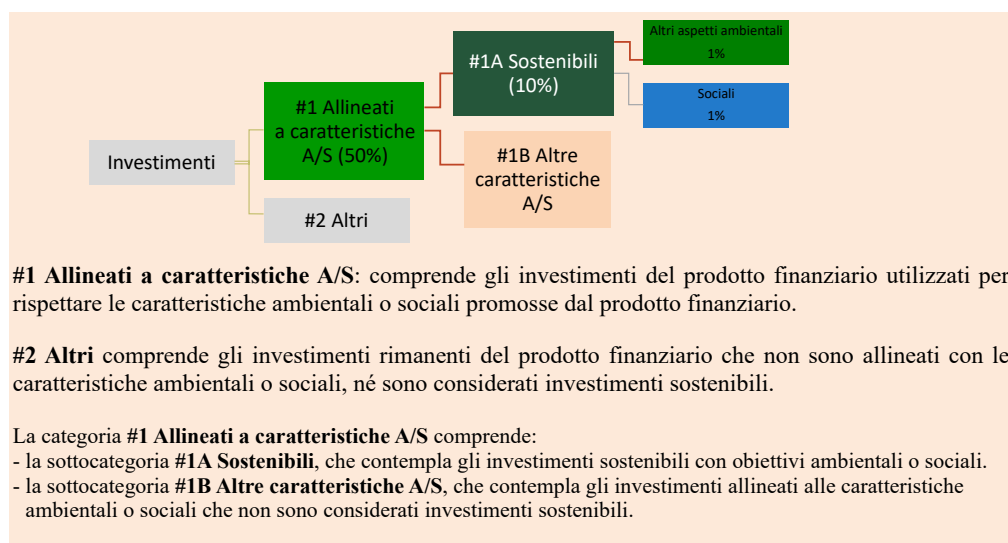 Altri aspetti ambientali
1%
#1A Sostenibili
(10%)
Sociali
1%
#1 Allineati
a caratteristiche
A/S (50%)
#1B Altre
caratteristiche
A/S
Investimenti
#2 Altri
#1 Allineati a caratteristiche A/S: comprende gli investimenti del prodotto finanziario utilizzati per
rispettare le caratteristiche ambientali o sociali promosse dal prodotto finanziario.
#2 Altri comprende gli investimenti rimanenti del prodotto finanziario che non sono allineati con le
caratteristiche ambientali o sociali, né sono considerati investimenti sostenibili.
La categoria #1 Allineati a caratteristiche A/S comprende:
- la sottocategoria #1A Sostenibili, che contempla gli investimenti sostenibili con obiettivi ambientali o sociali.
- la sottocategoria #1B Altre caratteristiche A/S, che contempla gli investimenti allineati alle caratteristiche
ambientali o sociali che non sono considerati investimenti sostenibili.